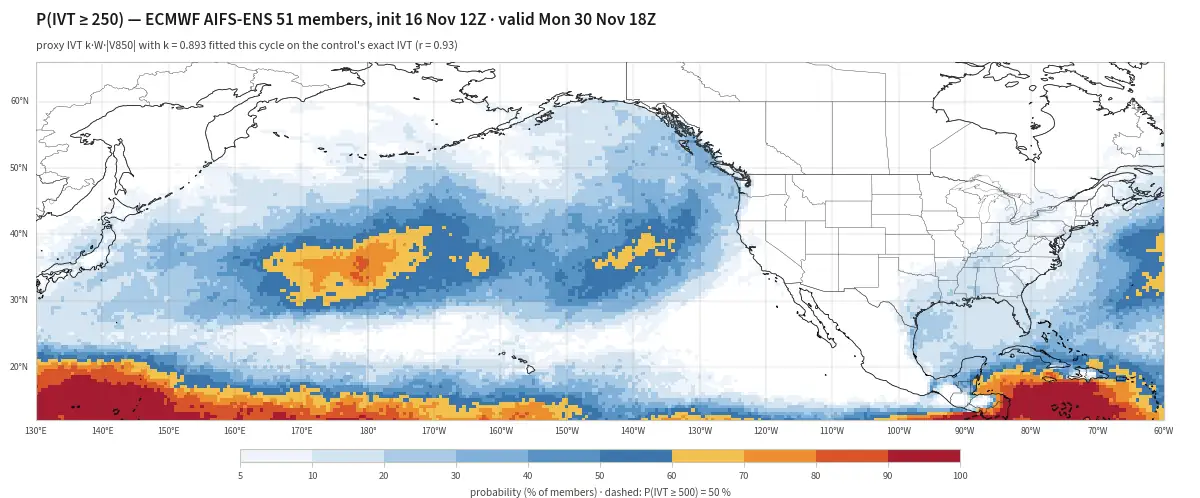 P(IVT ≥ 250) — ECMWF AIFS-ENS 51 members, init 16 Nov 12Z · valid Mon 30 Nov 18Z
proxy IVT k·W·|V850| with k = 0.893 fitted this cycle on the control's exact IVT (r = 0.93)
60°N
50°N
40°N
30°N
20°N
130°E 140°E 150°E 160°E 170°E 180° 170°W 160°W 150°W 140°W 130°W 120°W 110°W 100°W 90°W 80°W 70°W 60°W
5 10 20 30 40 50 60 70 80 90 100
probability (% of members) · dashed: P(IVT ≥ 500) = 50 %